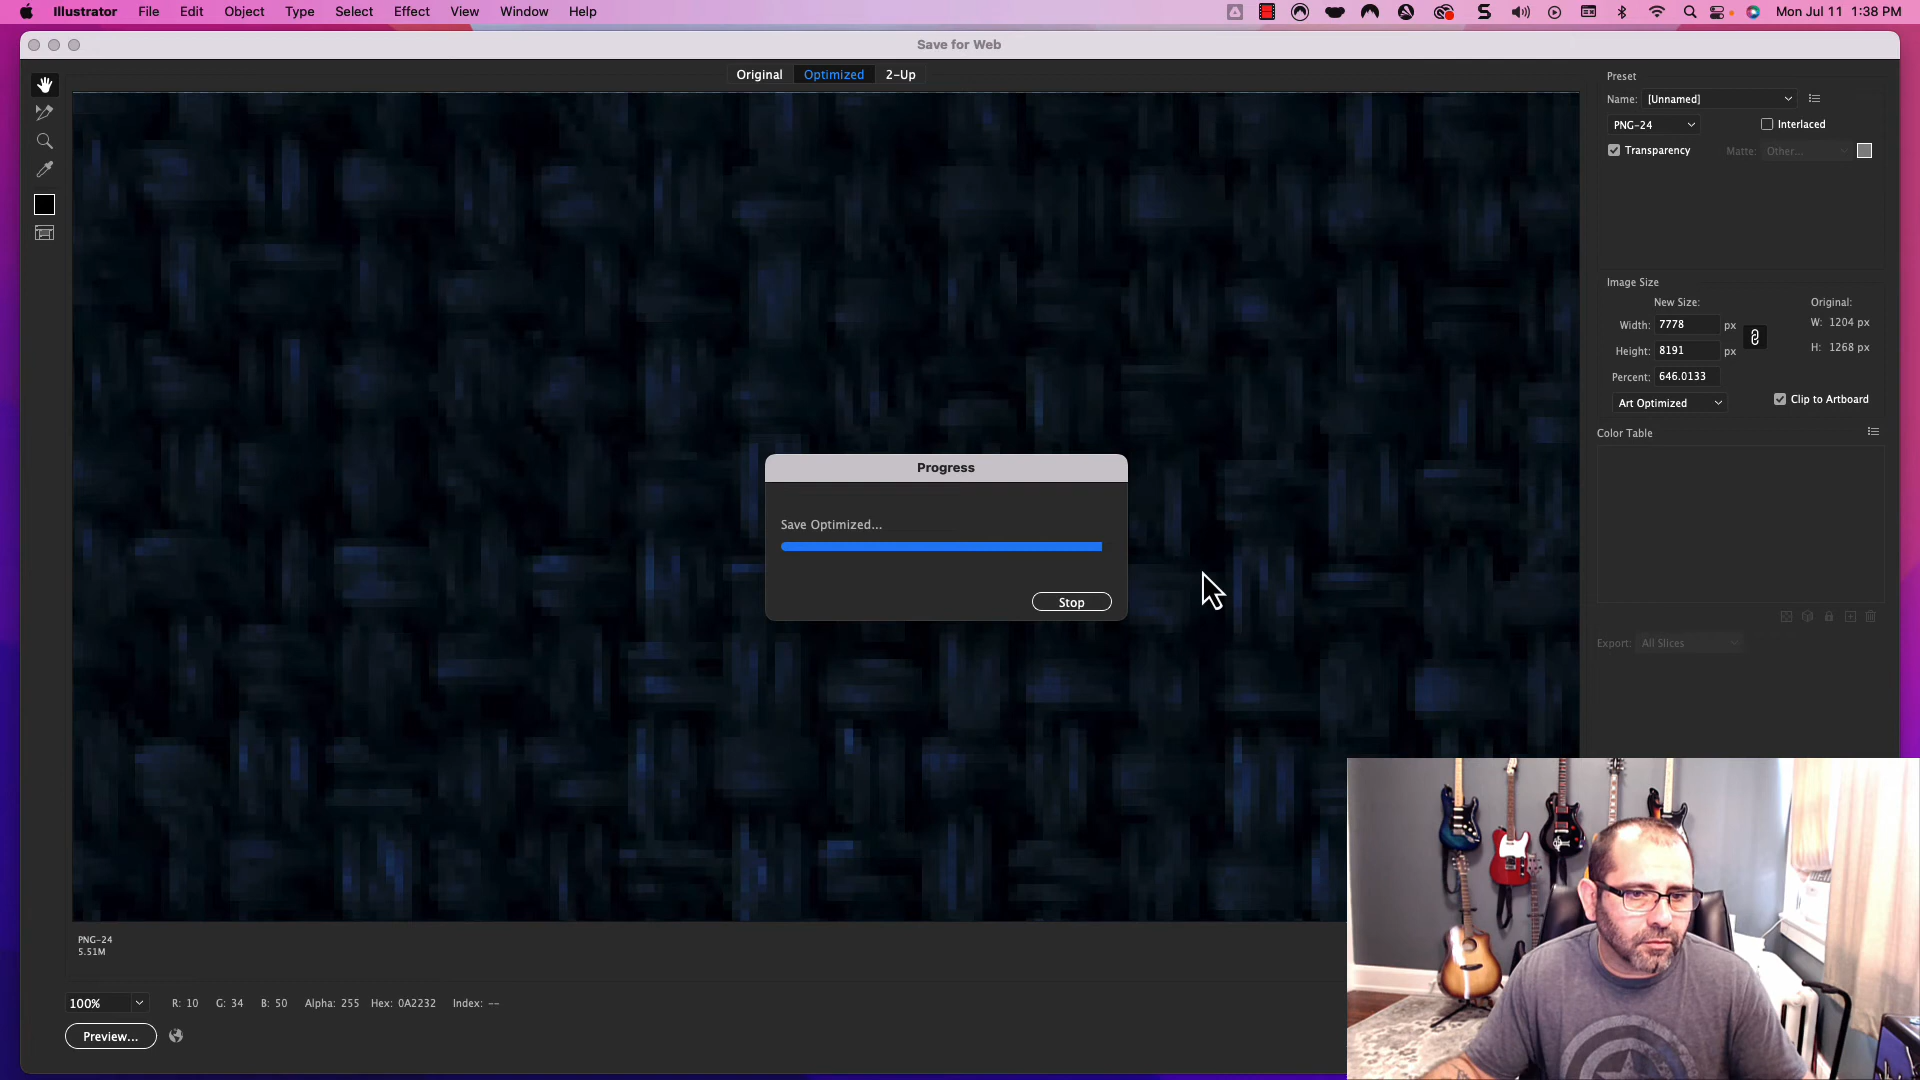 Illustrator File Edit Object Type Select Effect View Window Help Mon Jul 11 1:38 PM
Save for Web
Original Optimized 2-Up
Preset
Name: [Unnamed]
PNG-24 Interlaced
Transparency Matte: Other...
Image Size
New Size: Original:
Width: 7778 px W: 1204 px
Height: 8191 px H: 1268 px
Percent: 646.0133
Art Optimized Clip to Artboard
Color Table
Progress
Save Optimized...
Stop
Export: All Slices
PNG-24
5.51M
100% R: 10 G: 34 B: 50 Alpha: 255 Hex: 0A2232 Index: --
Preview...